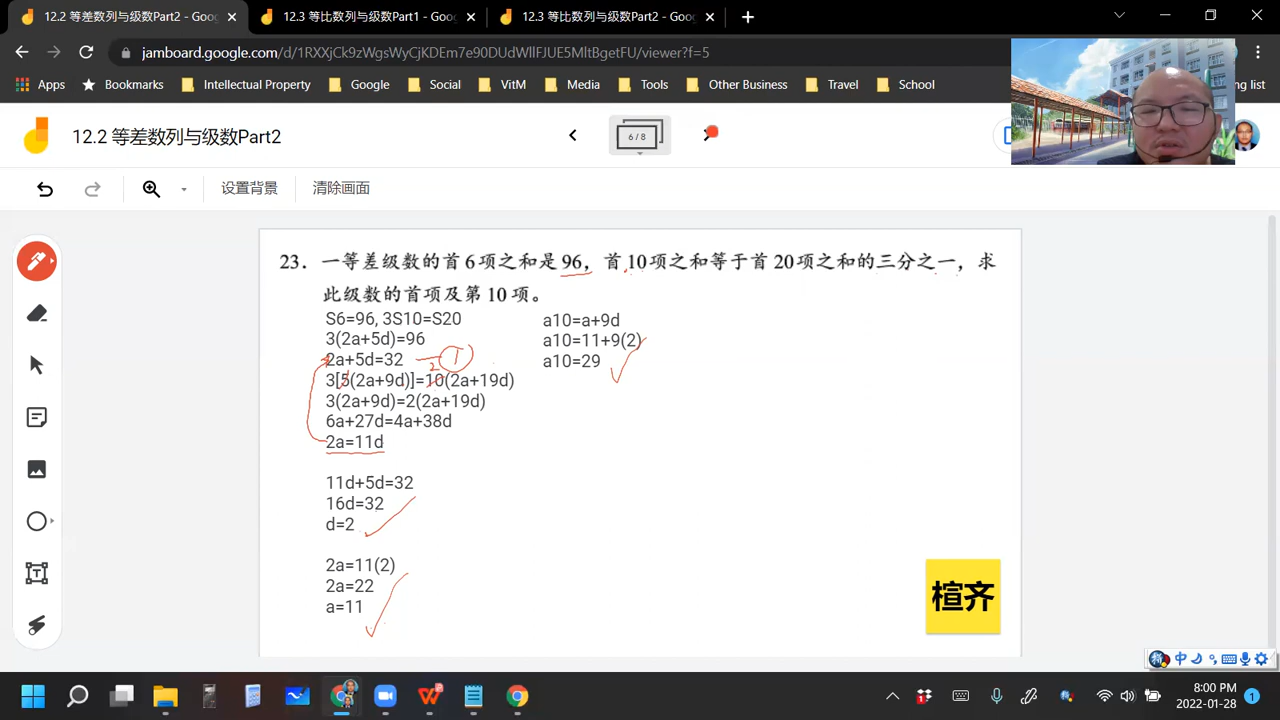 12.2 等差数列与级数Part2 - Goo
12.3 等比数列与级数Part1 - Goog
12.3 等比数列与级数Part2 - Goog
jamboard.google.com/d/1RXXjCk9zWgsWyCjKDEm7e90DUdWllFJUE5MltBgetFU/viewer?f=5
Apps Bookmarks Intellectual Property Google Social VitM Media Tools Other Business Travel School ng list
12.2 等差数列与级数Part2
6 / 8
设置背景 清除画面
23. 一等差级数的首 6 项之和是 96，首 10 项之和等于首 20 项之和的三分之一，求
此级数的首项及第 10 项。
S6=96, 3S10=S20
3(2a+5d)=96
2a+5d=32 1
2
3[5(2a+9d)]=10(2a+19d)
3(2a+9d)=2(2a+19d)
6a+27d=4a+38d
2a=11d
11d+5d=32
16d=32
d=2
2a=11(2)
2a=22
a=11
a10=a+9d
a10=11+9(2)
a10=29
楦齐
中
8:00 PM
2022-01-28
1